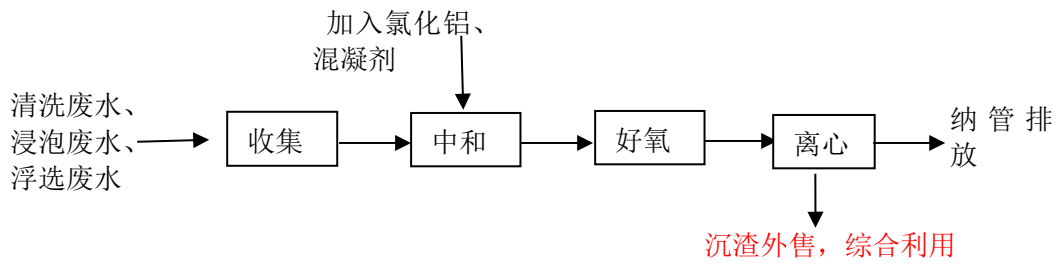 加入氯化铝、
混凝剂
清洗废水、
浸泡废水、
浮选废水
收集
中和
好氧
离心
纳管排
放
沉渣外售，综合利用